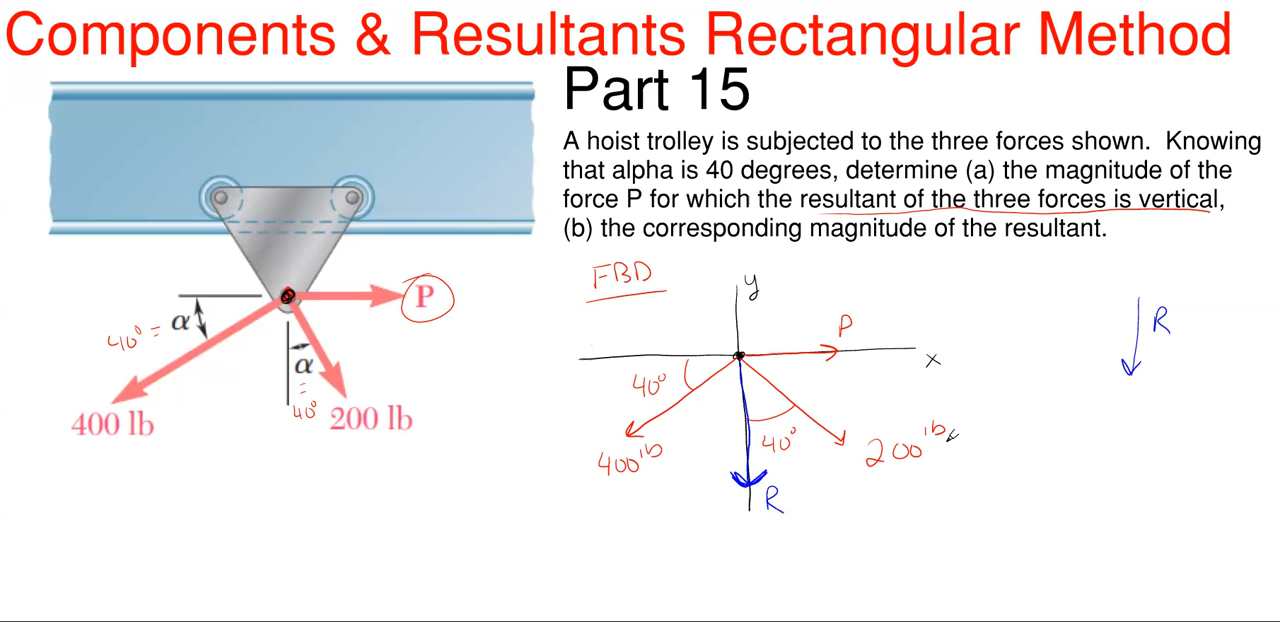 Components & Resultants Rectangular Method
Part 15
A hoist trolley is subjected to the three forces shown. Knowing
that alpha is 40 degrees, determine (a) the magnitude of the
force P for which the resultant of the three forces is vertical,
(b) the corresponding magnitude of the resultant.
P
40° = α
α
=
40°
400 lb
200 lb
FBD
y
P
x
40°
400 lb
40°
200 lb
R
R